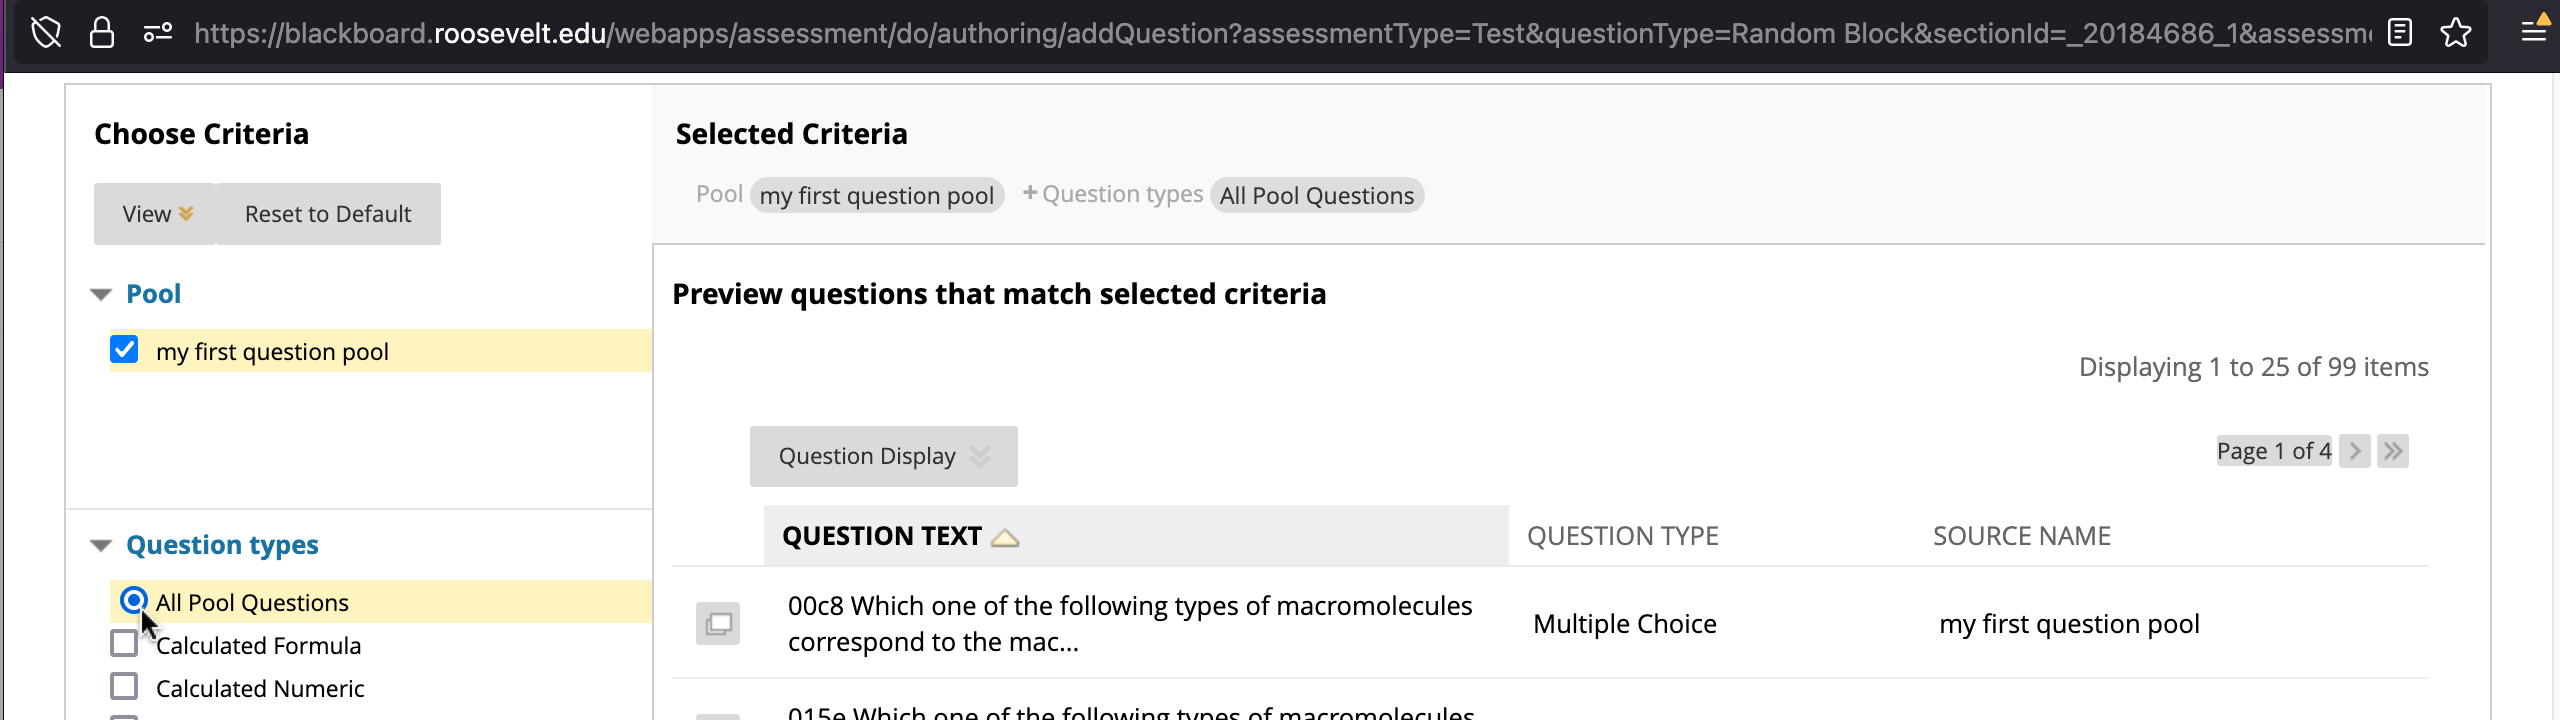 https://blackboard.roosevelt.edu/webapps/assessment/do/authoring/addQuestion?assessmentType=Test&questionType=Random Block&sectionId=_20184686_1&assessm
Choose Criteria
View
Reset to Default
Pool
my first question pool
Question types
All Pool Questions
Calculated Formula
Calculated Numeric
Selected Criteria
Pool my first question pool + Question types All Pool Questions
Preview questions that match selected criteria
Displaying 1 to 25 of 99 items
Question Display
Page 1 of 4
QUESTION TEXT QUESTION TYPE SOURCE NAME
00c8 Which one of the following types of macromolecules
correspond to the mac...
Multiple Choice
my first question pool
015e Which one of the following types of macromolecules